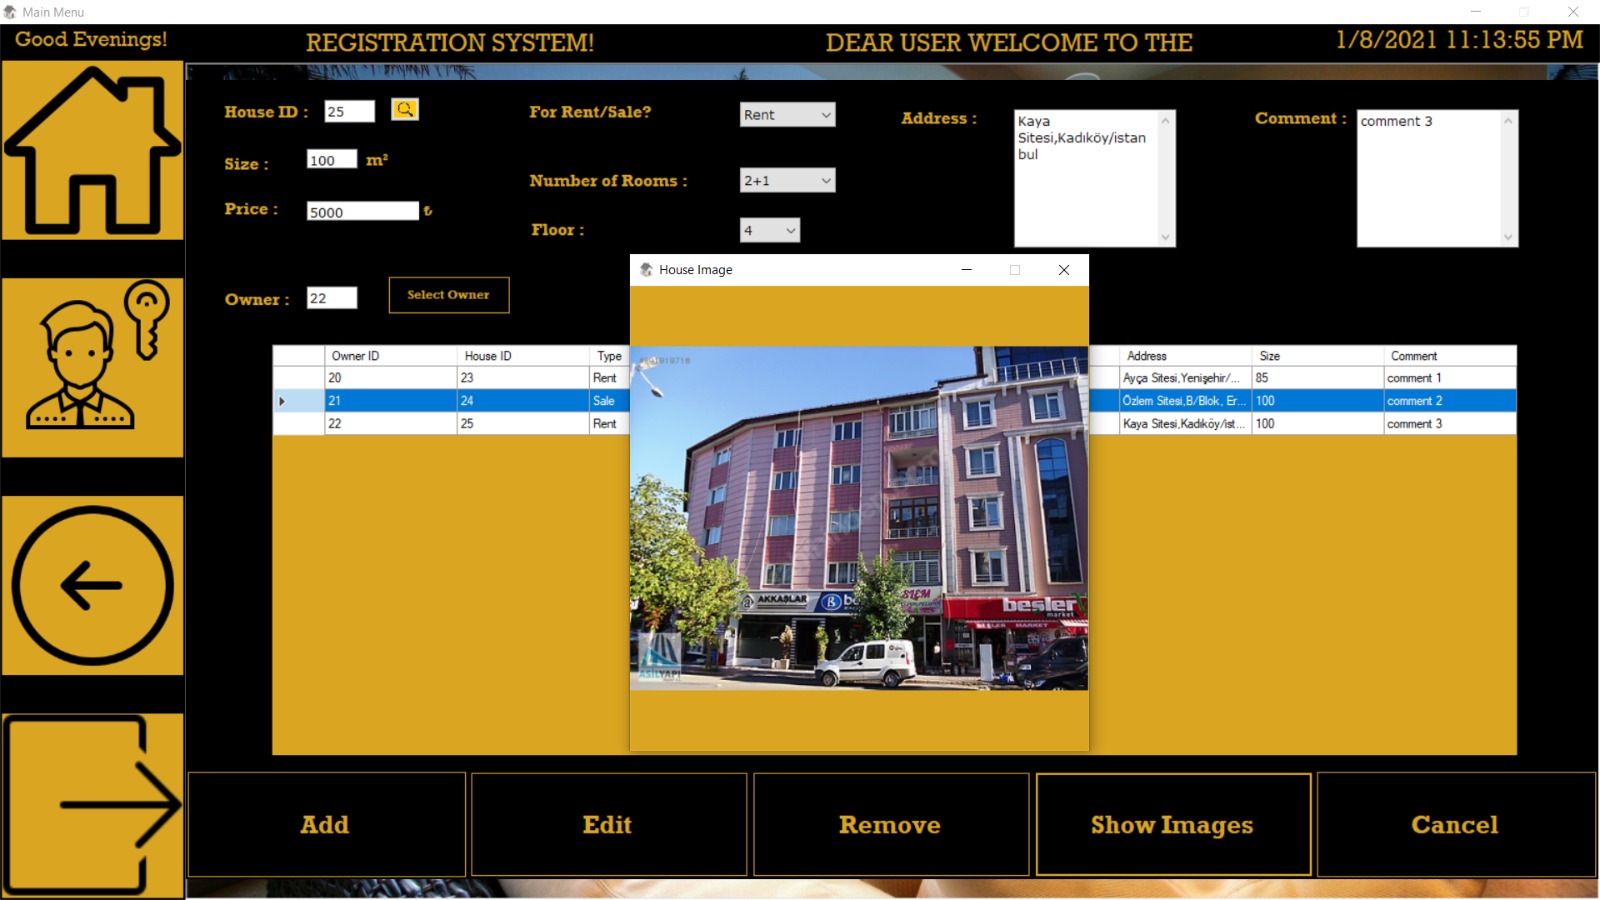 Main Menu
Good Evenings!
REGISTRATION SYSTEM!
DEAR USER WELCOME TO THE
1/8/2021 11:13:55 PM
House ID :
25
For Rent/Sale?
Rent
Address :
Kaya
Sitesi,Kadıköy/istan
bul
Comment :
comment 3
Size :
100
m²
Number of Rooms :
2+1
Price :
5000
₺
Floor :
4
Owner :
22
Select Owner
House Image
Owner ID
House ID
Type
Address
Size
Comment
20
23
Rent
Ayça Sitesi,Yenişehir/...
85
comment 1
21
24
Sale
Özlem Sitesi,B/Blok, Er...
100
comment 2
22
25
Rent
Kaya Sitesi,Kadıköy/ist...
100
comment 3
AKKAŞLAR
besler
market
ASİLYAPI
Add
Edit
Remove
Show Images
Cancel